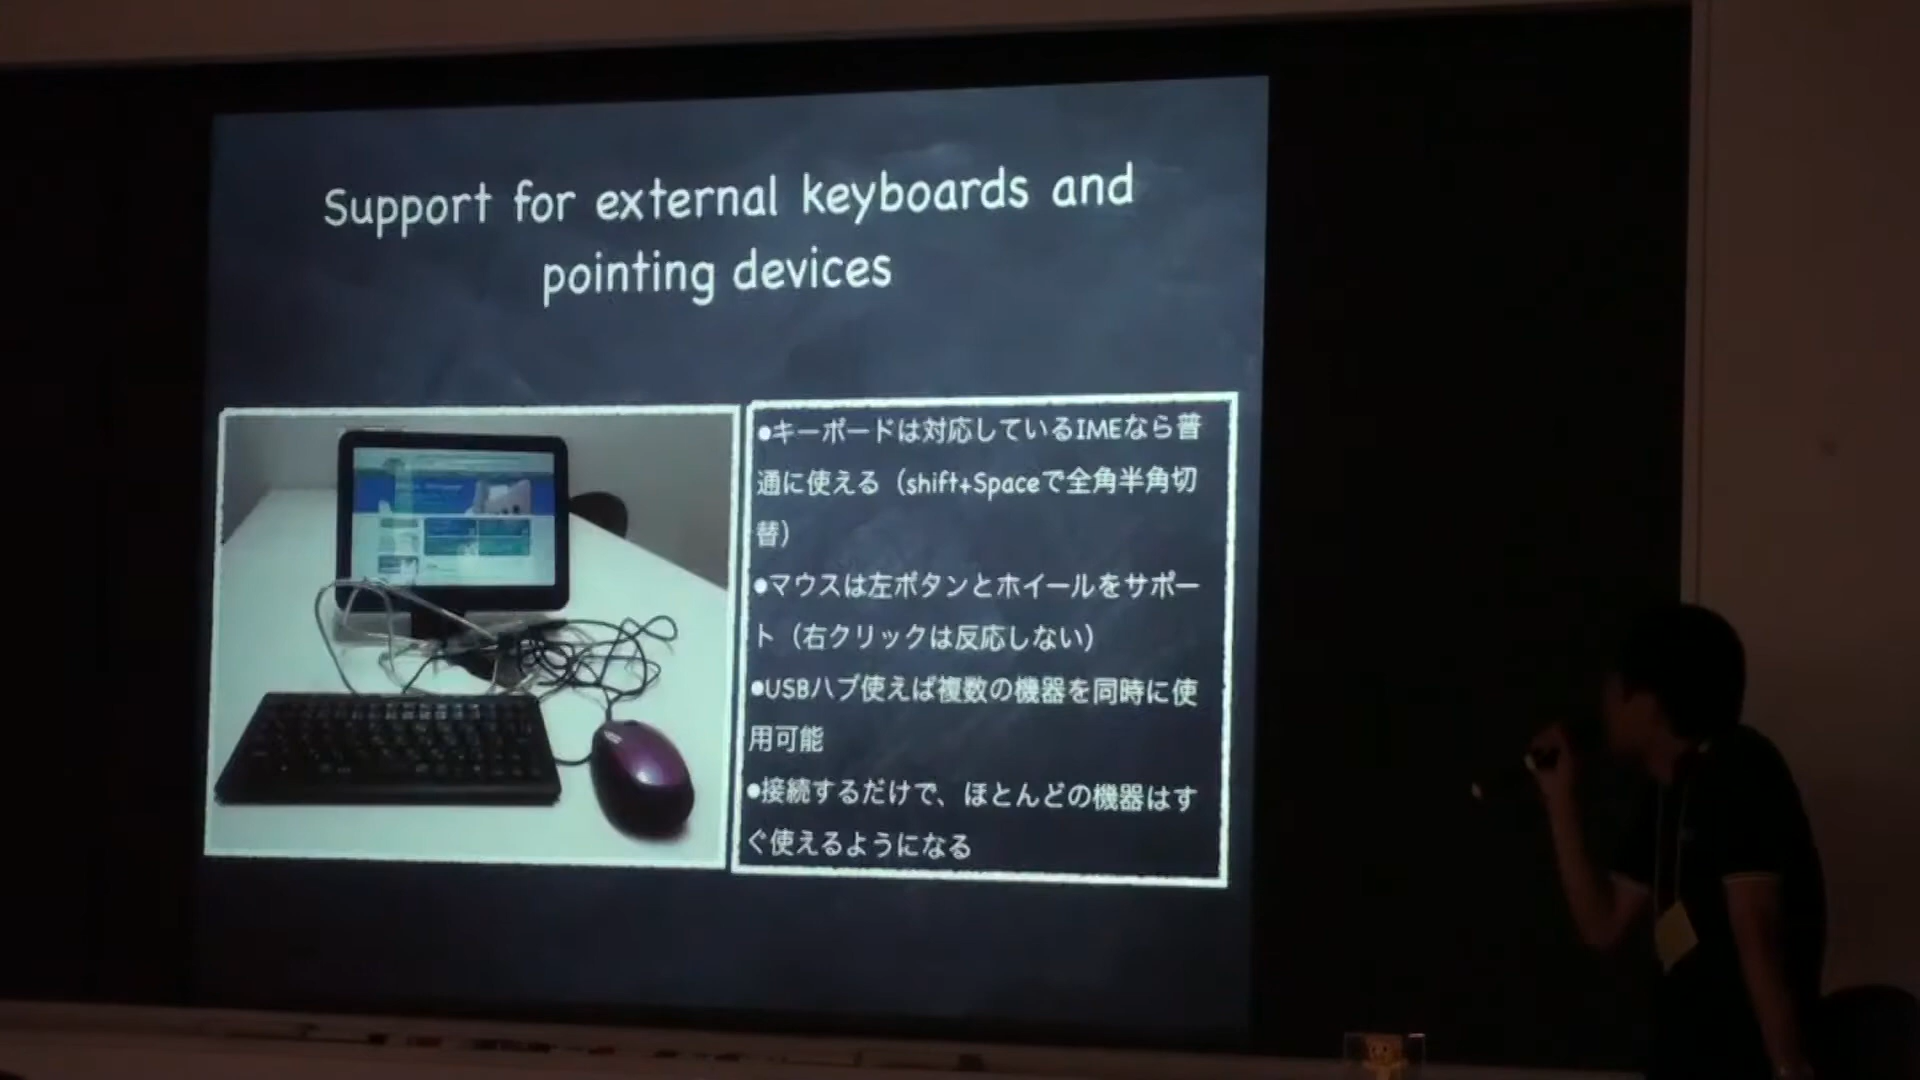 Support for external keyboards and
pointing devices
●キーボードは対応しているIMEなら普
通に使える（shift+Spaceで全角半角切
替）
●マウスは左ボタンとホイールをサポー
ト（右クリックは反応しない）
●USBハブ使えば複数の機器を同時に使
用可能
●接続するだけで、ほとんどの機器はす
ぐ使えるようになる